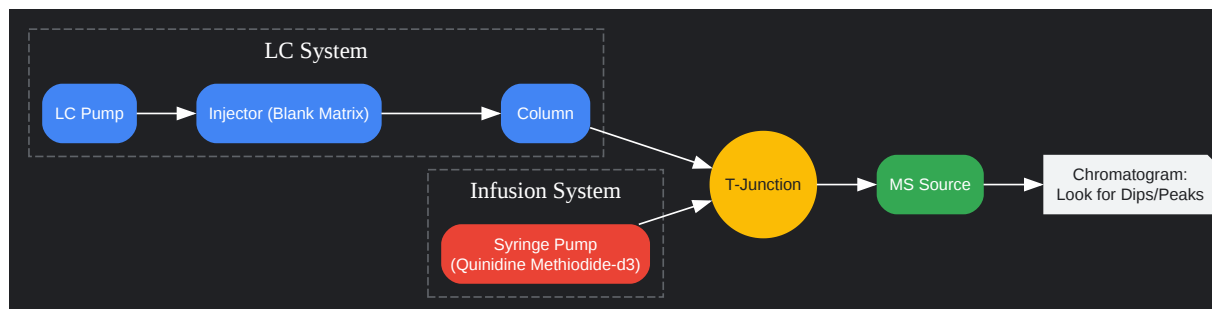 LC System
LC Pump
Injector (Blank Matrix)
Column
Infusion System
Syringe Pump
(Quinidine Methiodide-d3)
T-Junction
MS Source
Chromatogram:
Look for Dips/Peaks